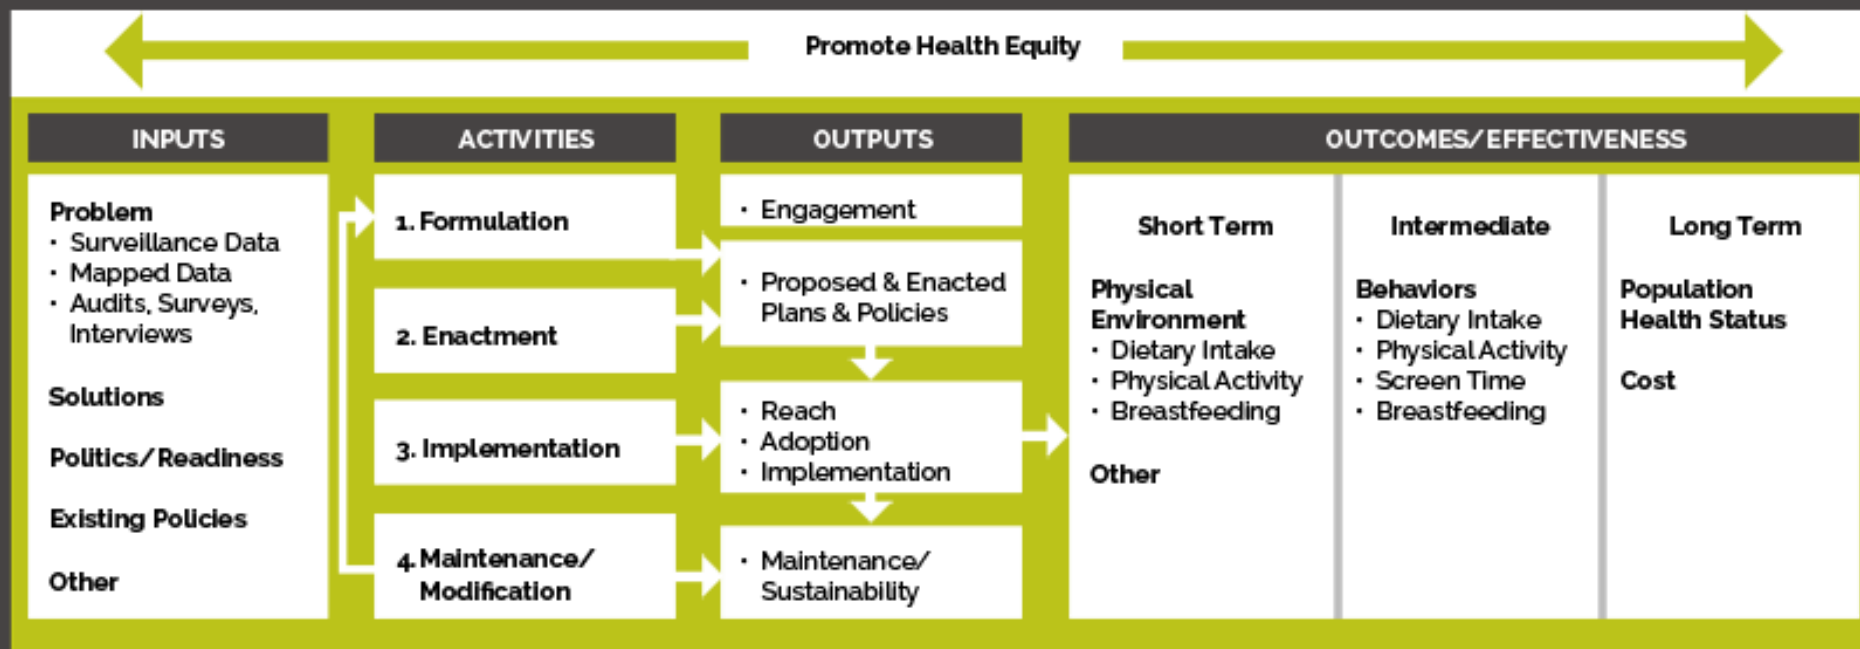 Promote Health Equity
INPUTS
Problem
· Surveillance Data
· Mapped Data
· Audits, Surveys,
Interviews
Solutions
Politics/Readiness
Existing Policies
Other
ACTIVITIES
1. Formulation
2. Enactment
3. Implementation
4. Maintenance/
Modification
OUTPUTS
· Engagement
· Proposed & Enacted
Plans & Policies
· Reach
· Adoption
· Implementation
· Maintenance/
Sustainability
OUTCOMES/EFFECTIVENESS
Short Term
Physical
Environment
· Dietary Intake
· Physical Activity
· Breastfeeding
Other
Intermediate
Behaviors
· Dietary Intake
· Physical Activity
· Screen Time
· Breastfeeding
Long Term
Population
Health Status
Cost